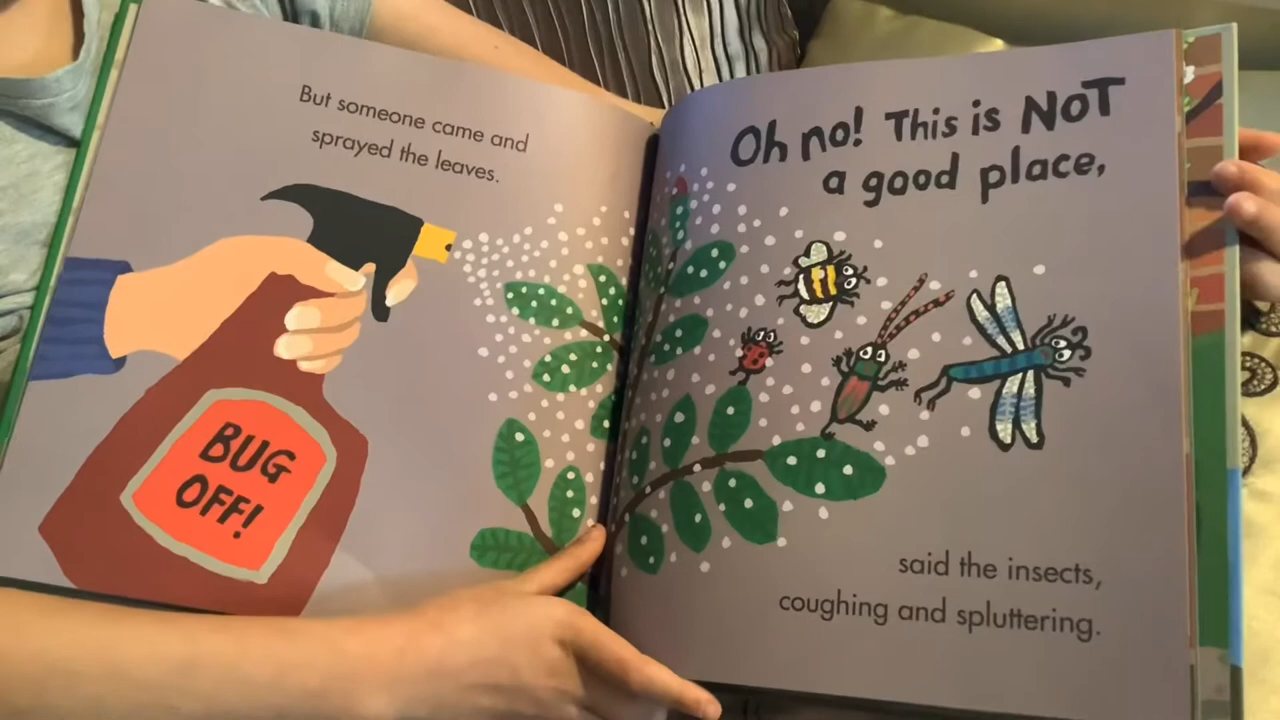 But someone came and
sprayed the leaves.
BUG
OFF!
Oh no! This is NOT
a good place,
said the insects,
coughing and spluttering.